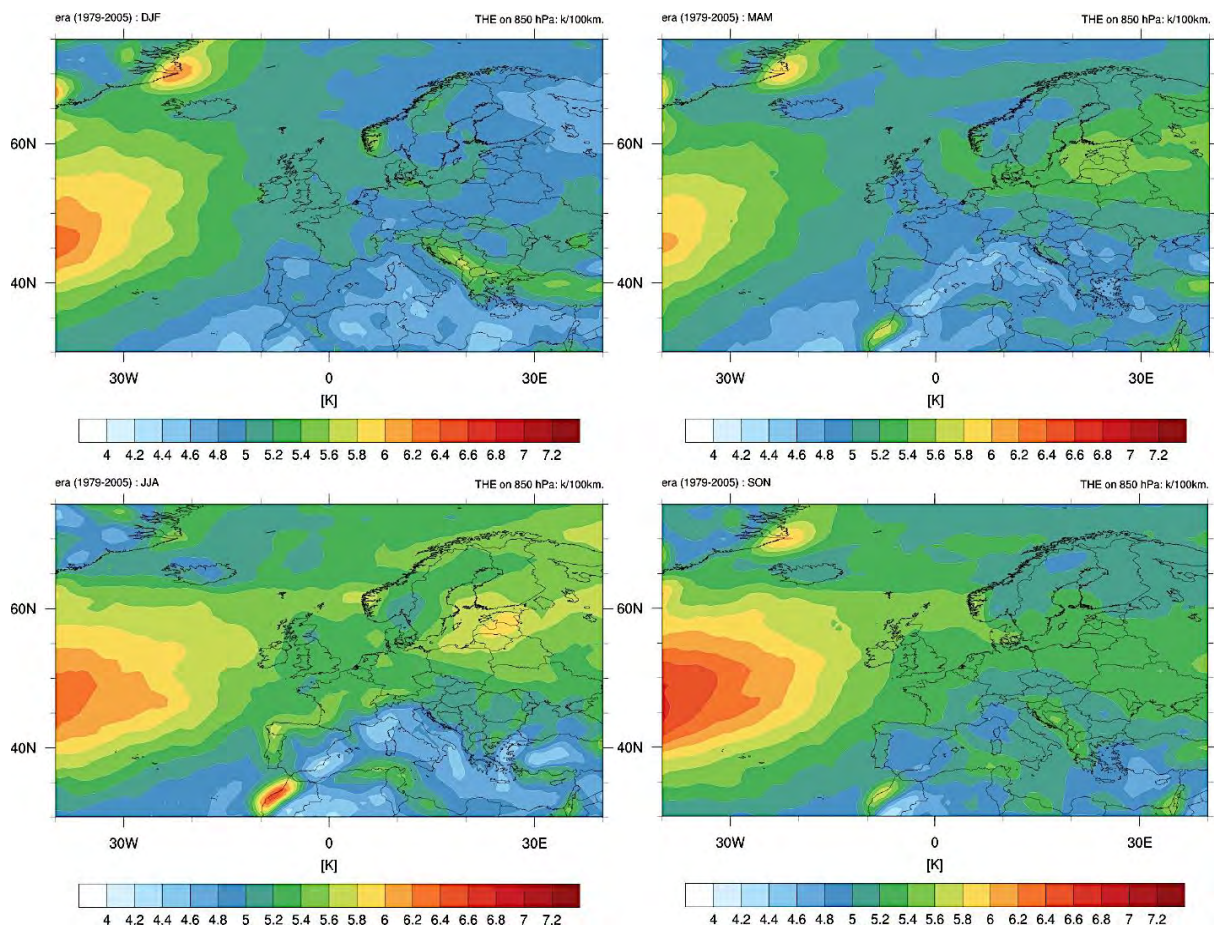 era (1979-2005) : DJF THE on 850 hPa: k/100km.
60N
40N
30W 0 30E
[K]
4 4.2 4.4 4.6 4.8 5 5.2 5.4 5.6 5.8 6 6.2 6.4 6.6 6.8 7 7.2
era (1979-2005) : MAM THE on 850 hPa: k/100km.
60N
40N
30W 0 30E
[K]
4 4.2 4.4 4.6 4.8 5 5.2 5.4 5.6 5.8 6 6.2 6.4 6.6 6.8 7 7.2
era (1979-2005) : JJA THE on 850 hPa: k/100km.
60N
40N
30W 0 30E
[K]
4 4.2 4.4 4.6 4.8 5 5.2 5.4 5.6 5.8 6 6.2 6.4 6.6 6.8 7 7.2
era (1979-2005) : SON THE on 850 hPa: k/100km.
60N
40N
30W 0 30E
[K]
4 4.2 4.4 4.6 4.8 5 5.2 5.4 5.6 5.8 6 6.2 6.4 6.6 6.8 7 7.2